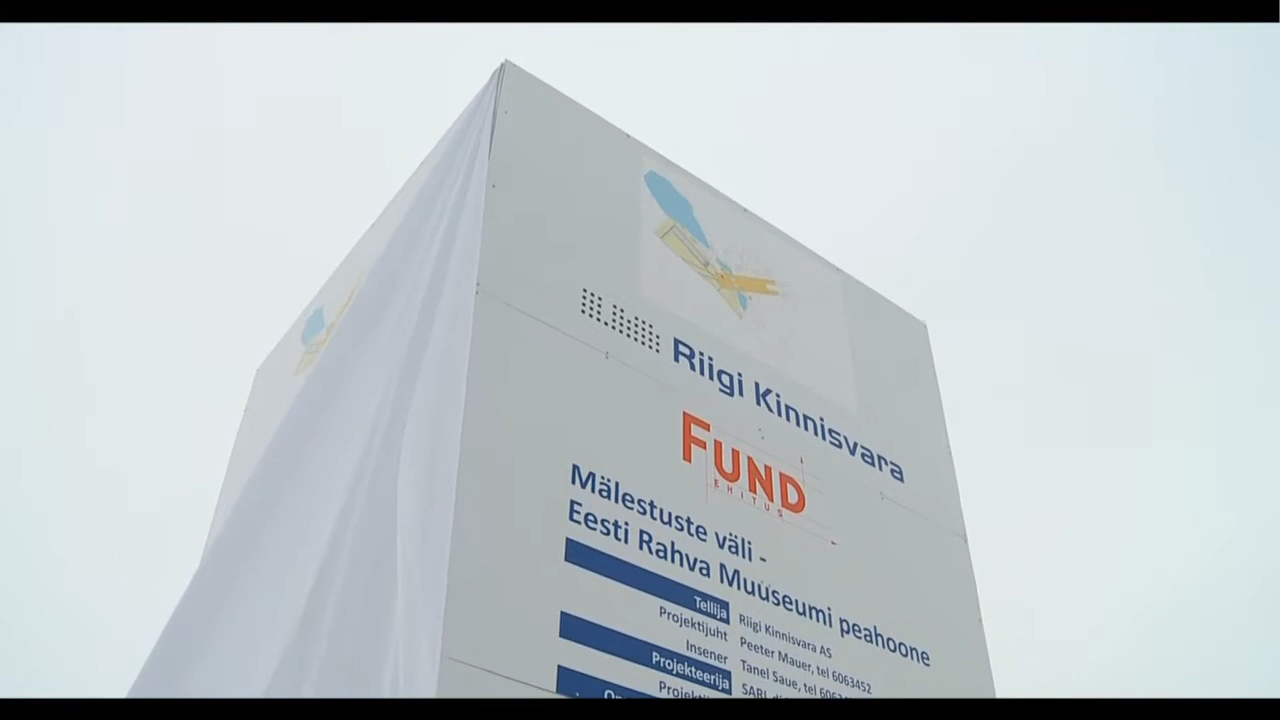 Riigi Kinnisvara
FUND
EHITUS
Mälestuste väli -
Eesti Rahva Muuseumi peahoone
Tellija Riigi Kinnisvara AS
Projektijuht Peeter Mauer, tel 6063452
Insener Tanel Saue, tel
Projekteerija SARL